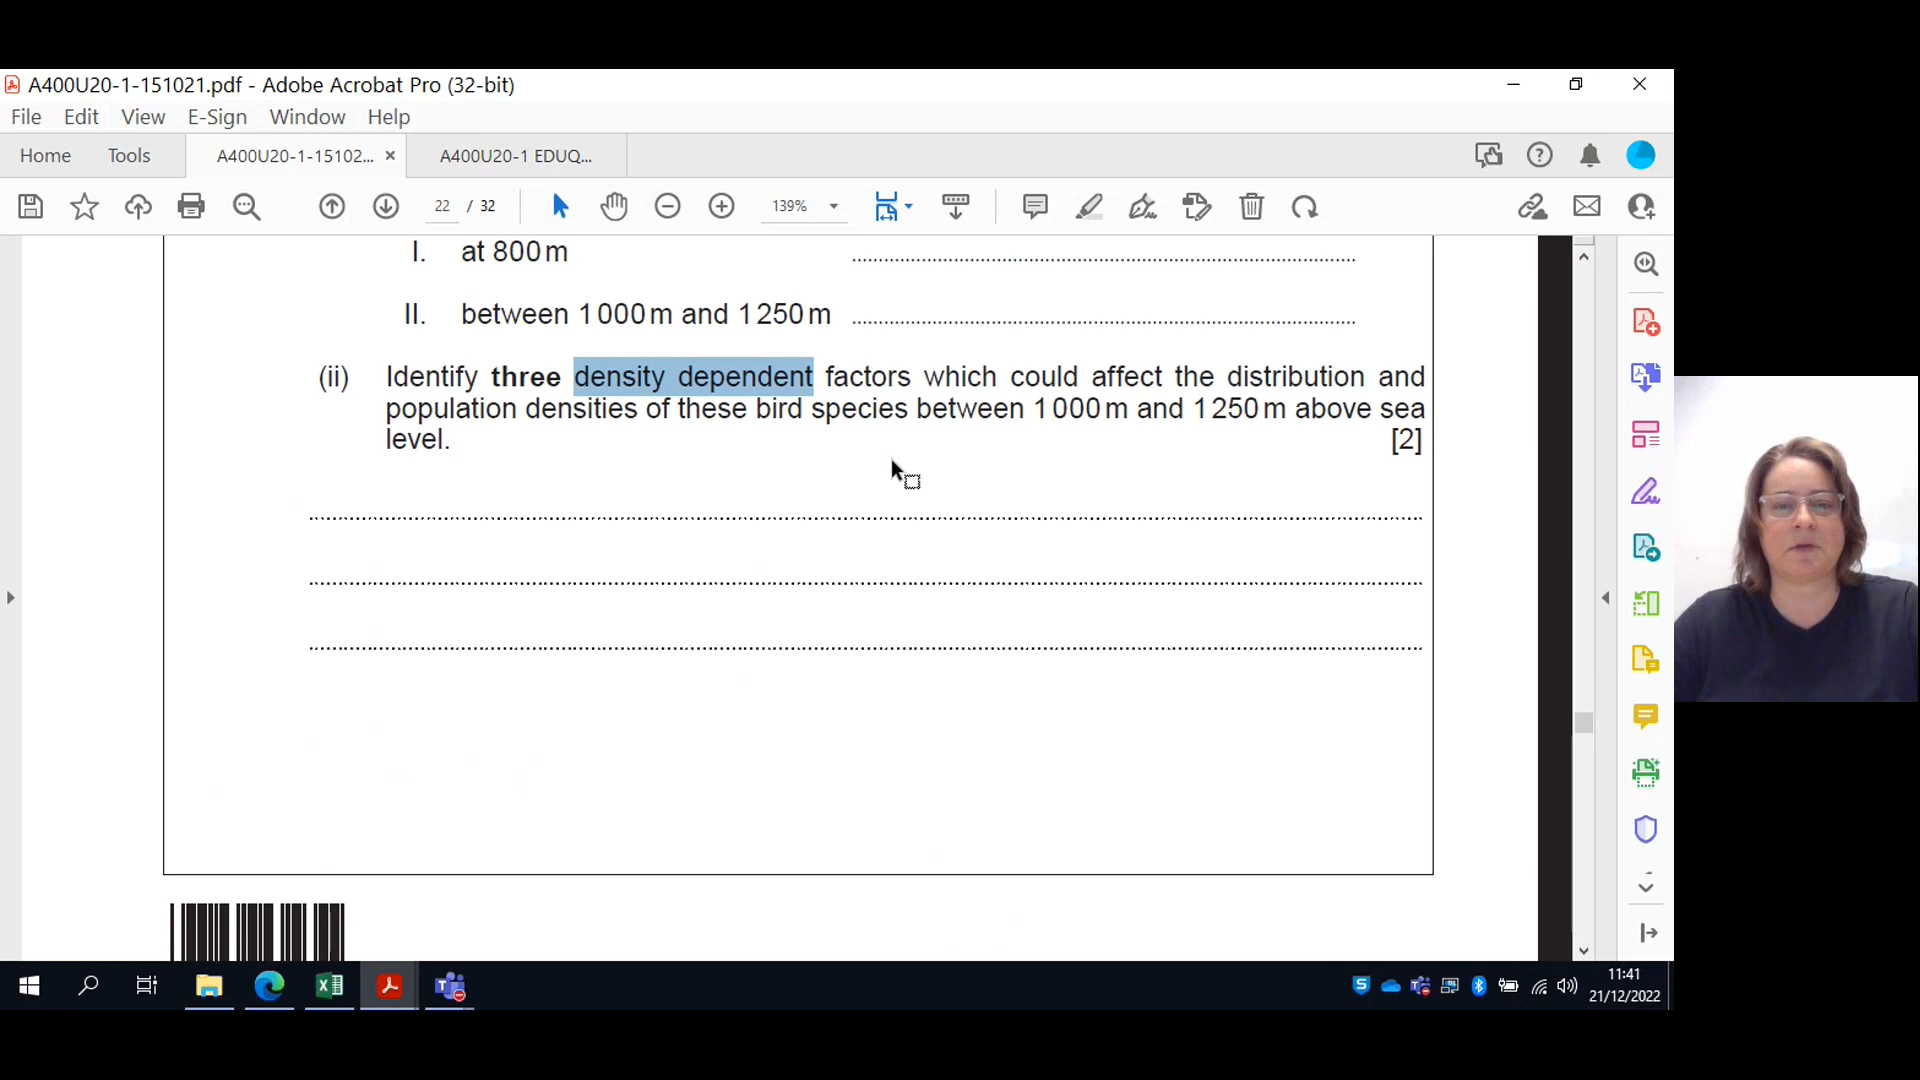 A400U20-1-151021.pdf - Adobe Acrobat Pro (32-bit)
File Edit View E-Sign Window Help
Home Tools A400U20-1-15102... × A400U20-1 EDUQ...
22 / 32 139%
I. at 800 m ....................
II. between 1 000 m and 1 250 m ....................
(ii) Identify three density dependent factors which could affect the distribution and
population densities of these bird species between 1 000 m and 1 250 m above sea
level. [2]
11:41
21/12/2022